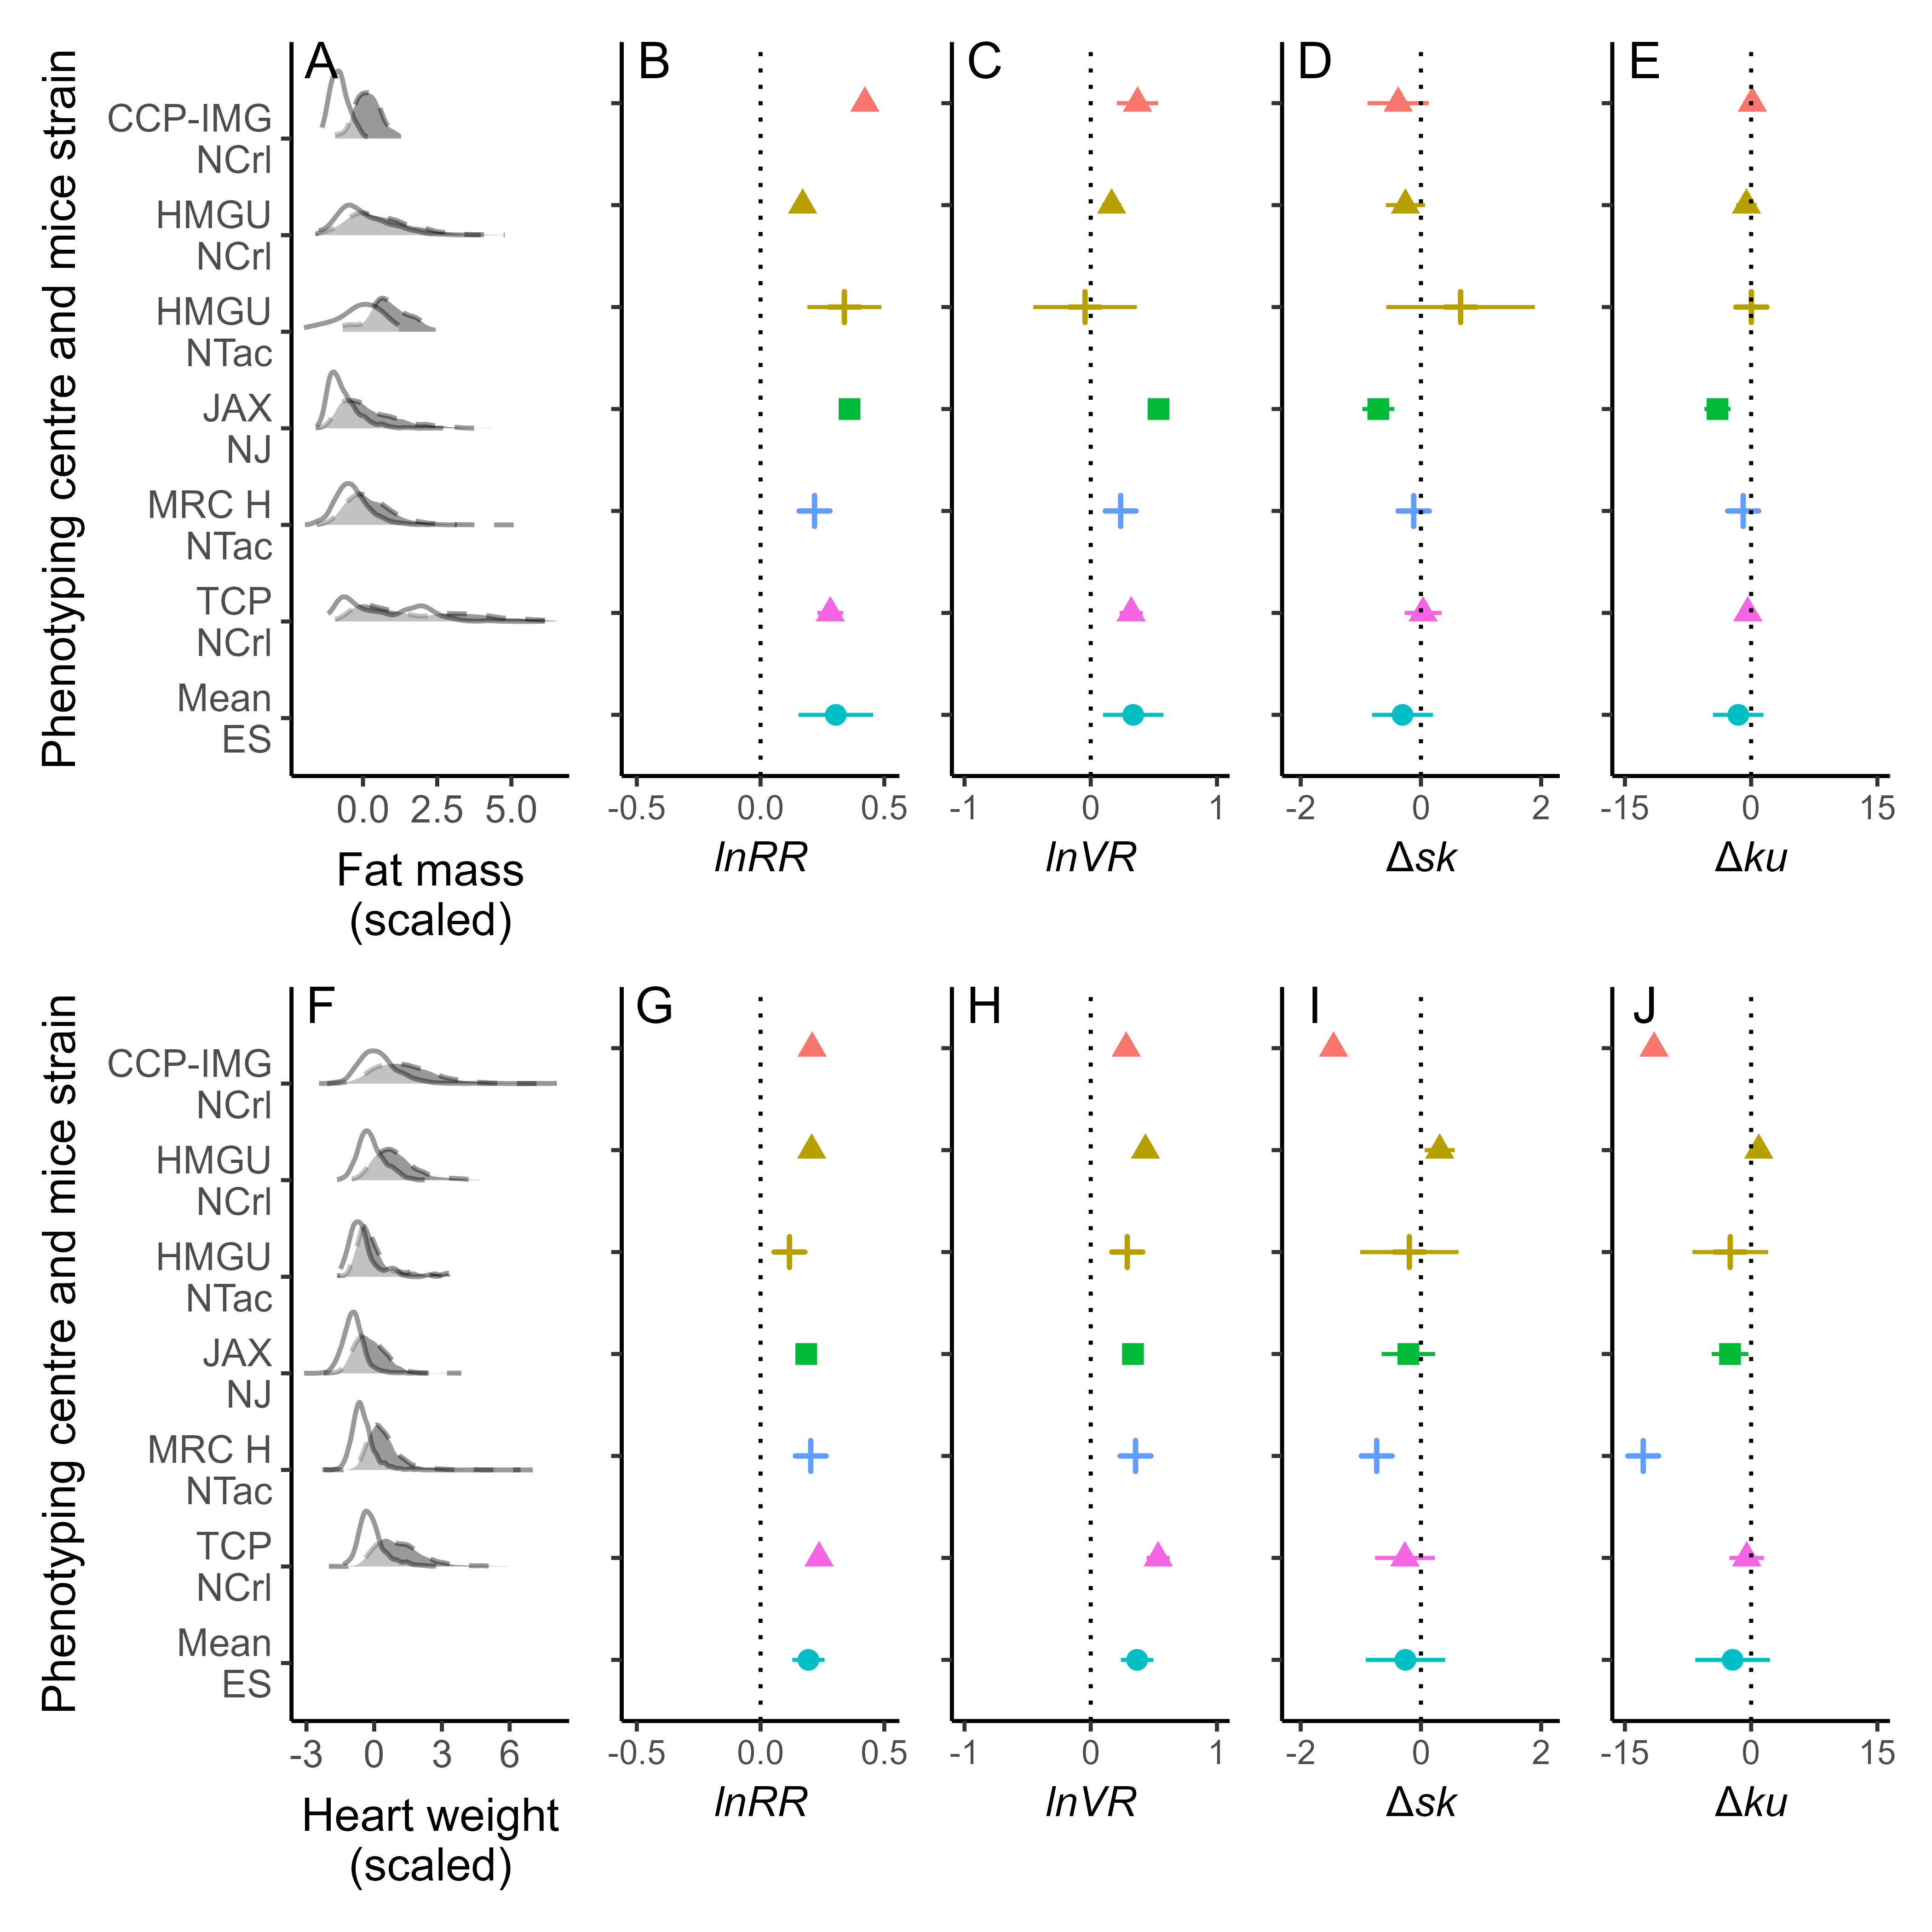 Phenotyping centre and mice strain
A
B
C
D
E
CCP-IMG
NCrl
HMGU
NCrl
HMGU
NTac
JAX
NJ
MRC H
NTac
TCP
NCrl
Mean
ES
0.0 2.5 5.0
-0.5 0.0 0.5
-1 0 1
-2 0 2
-15 0 15
Fat mass
(scaled)
lnRR
lnVR
Δsk
Δku
Phenotyping centre and mice strain
F
G
H
I
J
CCP-IMG
NCrl
HMGU
NCrl
HMGU
NTac
JAX
NJ
MRC H
NTac
TCP
NCrl
Mean
ES
-3 0 3 6
-0.5 0.0 0.5
-1 0 1
-2 0 2
-15 0 15
Heart weight
(scaled)
lnRR
lnVR
Δsk
Δku